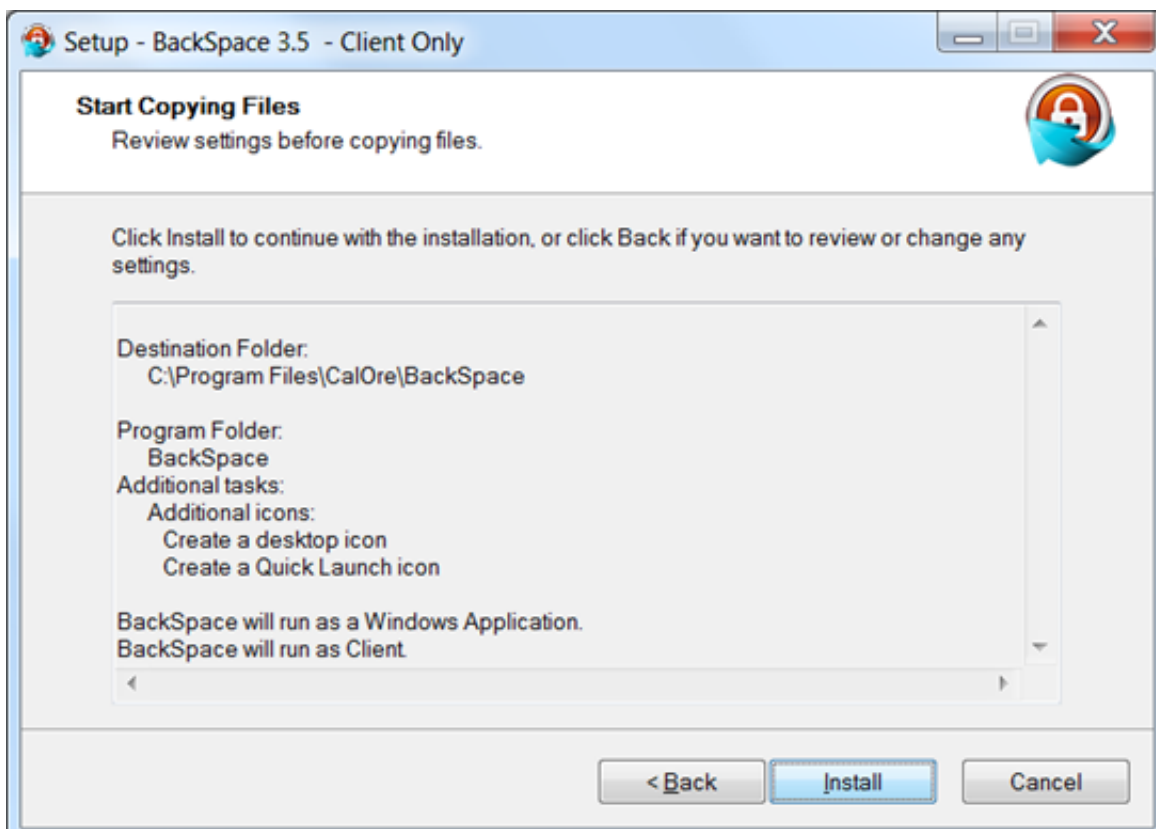 Setup - BackSpace 3.5 - Client Only
Start Copying Files
Review settings before copying files.
Click Install to continue with the installation, or click Back if you want to review or change any
settings.
Destination Folder:
C:\Program Files\CalOre\BackSpace
Program Folder:
BackSpace
Additional tasks:
Additional icons:
Create a desktop icon
Create a Quick Launch icon
BackSpace will run as a Windows Application.
BackSpace will run as Client.
< Back
Install
Cancel